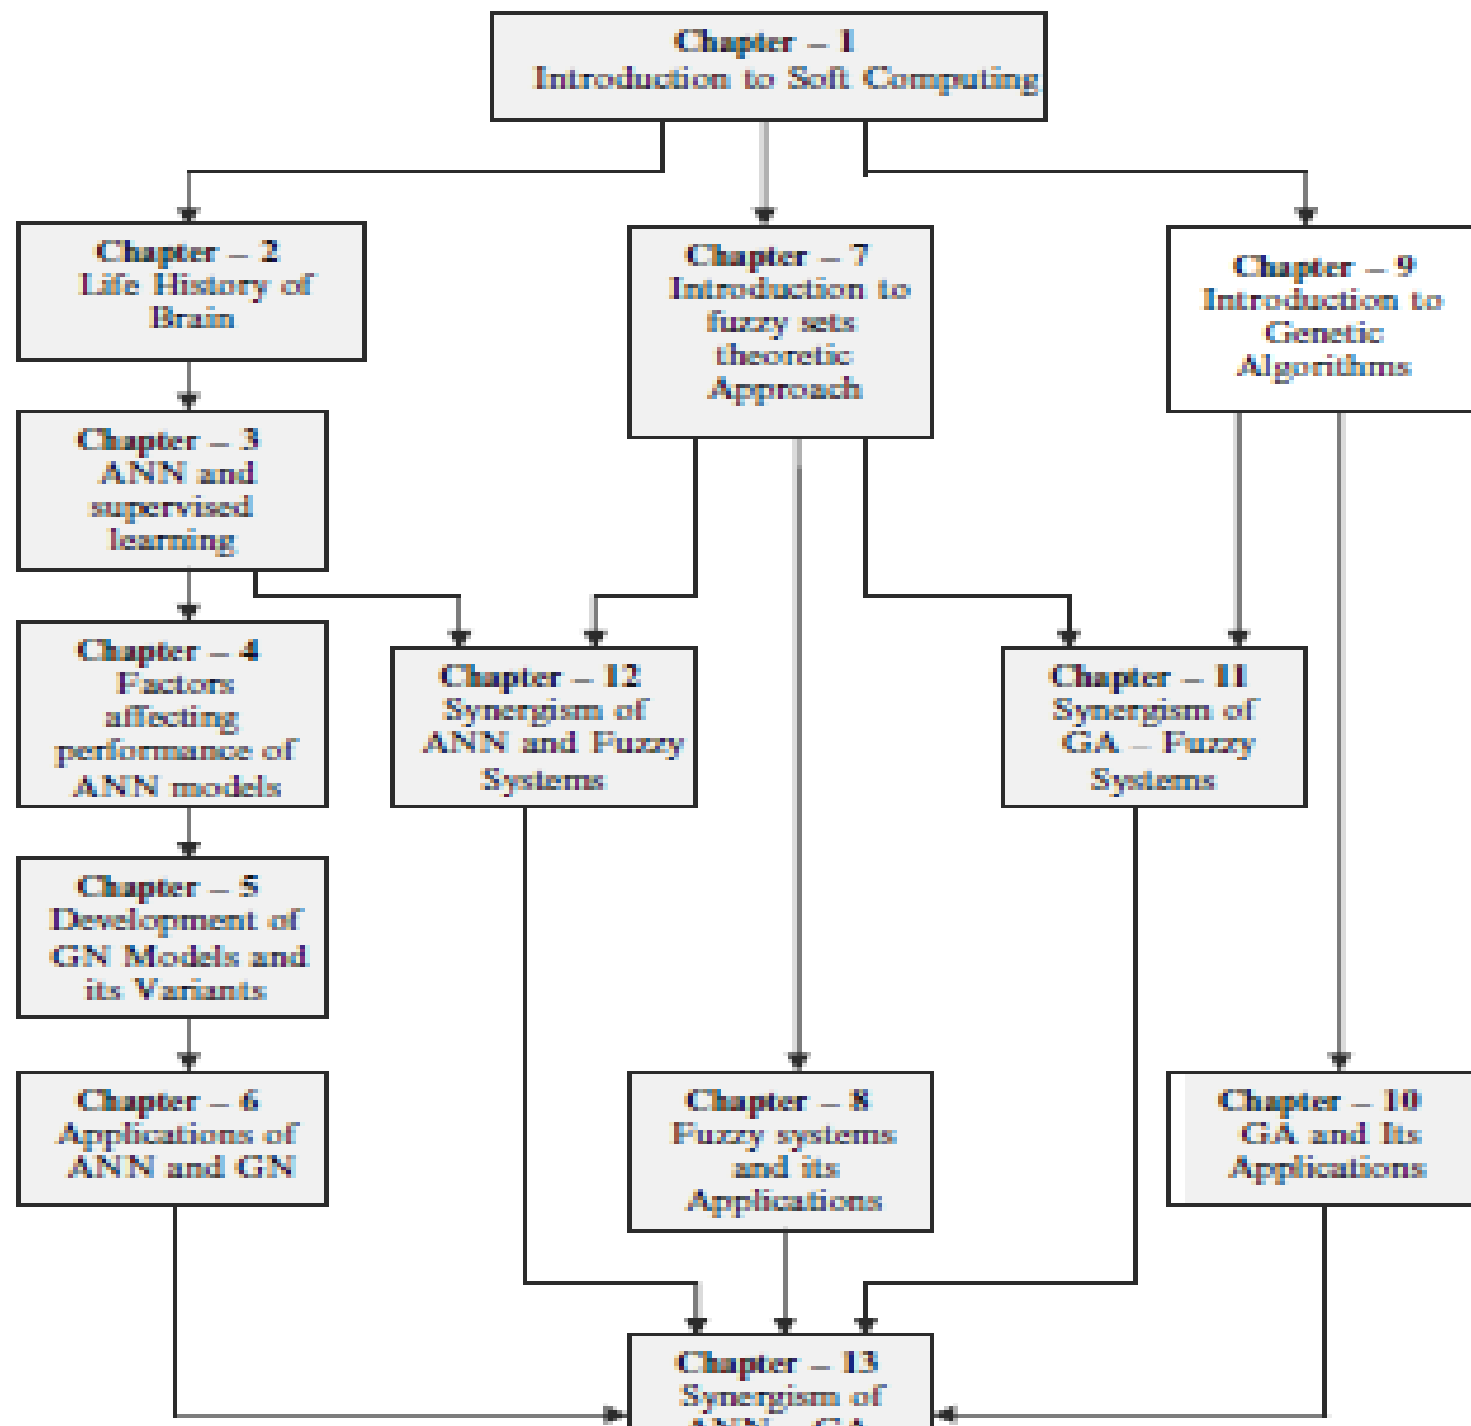 Chapter – 1
Introduction to Soft Computing
Chapter – 2
Life History of
Brain
Chapter – 7
Introduction to
fuzzy sets
theoretic
Approach
Chapter – 9
Introduction to
Genetic
Algorithms
Chapter – 3
ANN and
supervised
learning
Chapter – 4
Factors
affecting
performance of
ANN models
Chapter – 12
Synergism of
ANN and Fuzzy
Systems
Chapter – 11
Synergism of
GA – Fuzzy
Systems
Chapter – 5
Development of
GN Models and
its Variants
Chapter – 6
Applications of
ANN and GN
Chapter – 8
Fuzzy systems
and its
Applications
Chapter – 10
GA and Its
Applications
Chapter – 13
Synergism of
ANN – GA